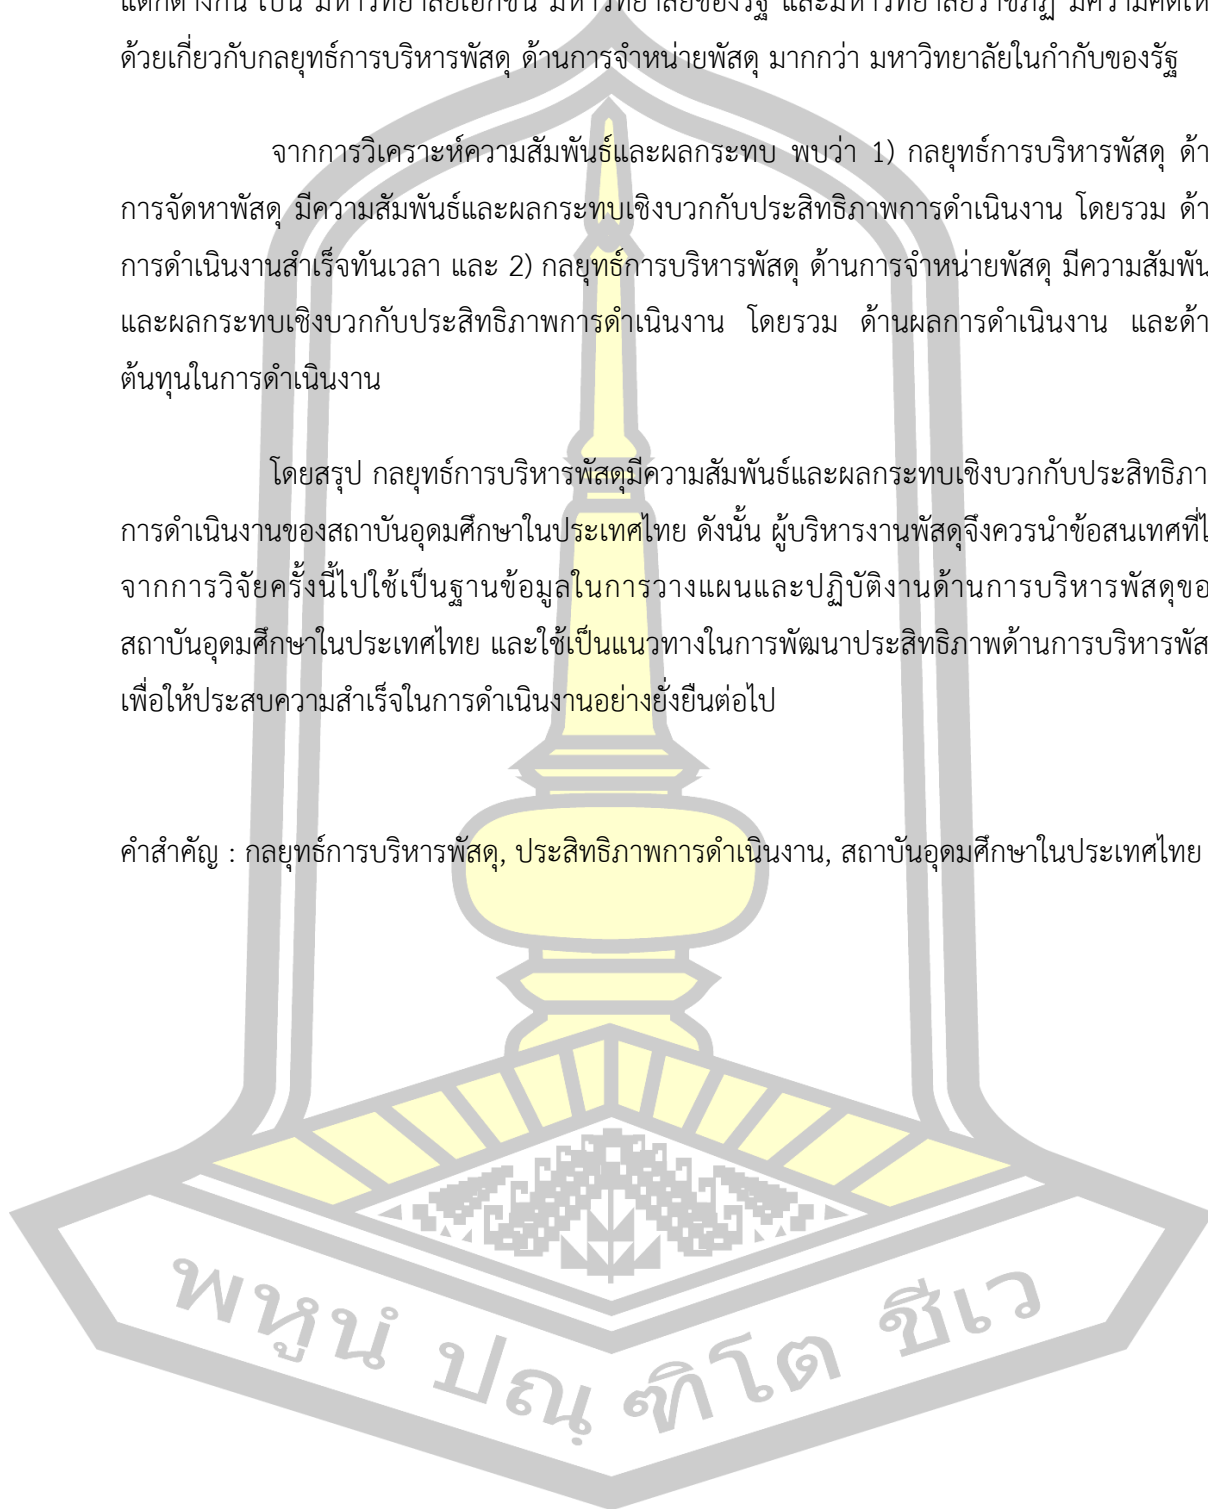 แตกต่างกัน เป็น มหาวิทยาลัยเอกชน มหาวิทยาลัยของรัฐ และมหาวิทยาลัยราชภัฏ มีความคิดเห
ด้วยเกี่ยวกับกลยุทธ์การบริหารพัสดุ ด้านการจำหน่ายพัสดุ มากกว่า มหาวิทยาลัยในกำกับของรัฐ
จากการวิเคราะห์ความสัมพันธ์และผลกระทบ พบว่า 1) กลยุทธ์การบริหารพัสดุ ด้า
การจัดหาพัสดุ มีความสัมพันธ์และผลกระทบเชิงบวกกับประสิทธิภาพการดำเนินงาน โดยรวม ด้า
การดำเนินงานสำเร็จทันเวลา และ 2) กลยุทธ์การบริหารพัสดุ ด้านการจำหน่ายพัสดุ มีความสัมพัน
และผลกระทบเชิงบวกกับประสิทธิภาพการดำเนินงาน โดยรวม ด้านผลการดำเนินงาน และด้า
ต้นทุนในการดำเนินงาน
โดยสรุป กลยุทธ์การบริหารพัสดุมีความสัมพันธ์และผลกระทบเชิงบวกกับประสิทธิภา
การดำเนินงานของสถาบันอุดมศึกษาในประเทศไทย ดังนั้น ผู้บริหารงานพัสดุจึงควรนำข้อสนเทศที่ไ
จากการวิจัยครั้งนี้ไปใช้เป็นฐานข้อมูลในการวางแผนและปฏิบัติงานด้านการบริหารพัสดุขอ
สถาบันอุดมศึกษาในประเทศไทย และใช้เป็นแนวทางในการพัฒนาประสิทธิภาพด้านการบริหารพัส
เพื่อให้ประสบความสำเร็จในการดำเนินงานอย่างยั่งยืนต่อไป
คำสำคัญ : กลยุทธ์การบริหารพัสดุ, ประสิทธิภาพการดำเนินงาน, สถาบันอุดมศึกษาในประเทศไทย
พหูนํ ปณฺฑิโต ชีเว